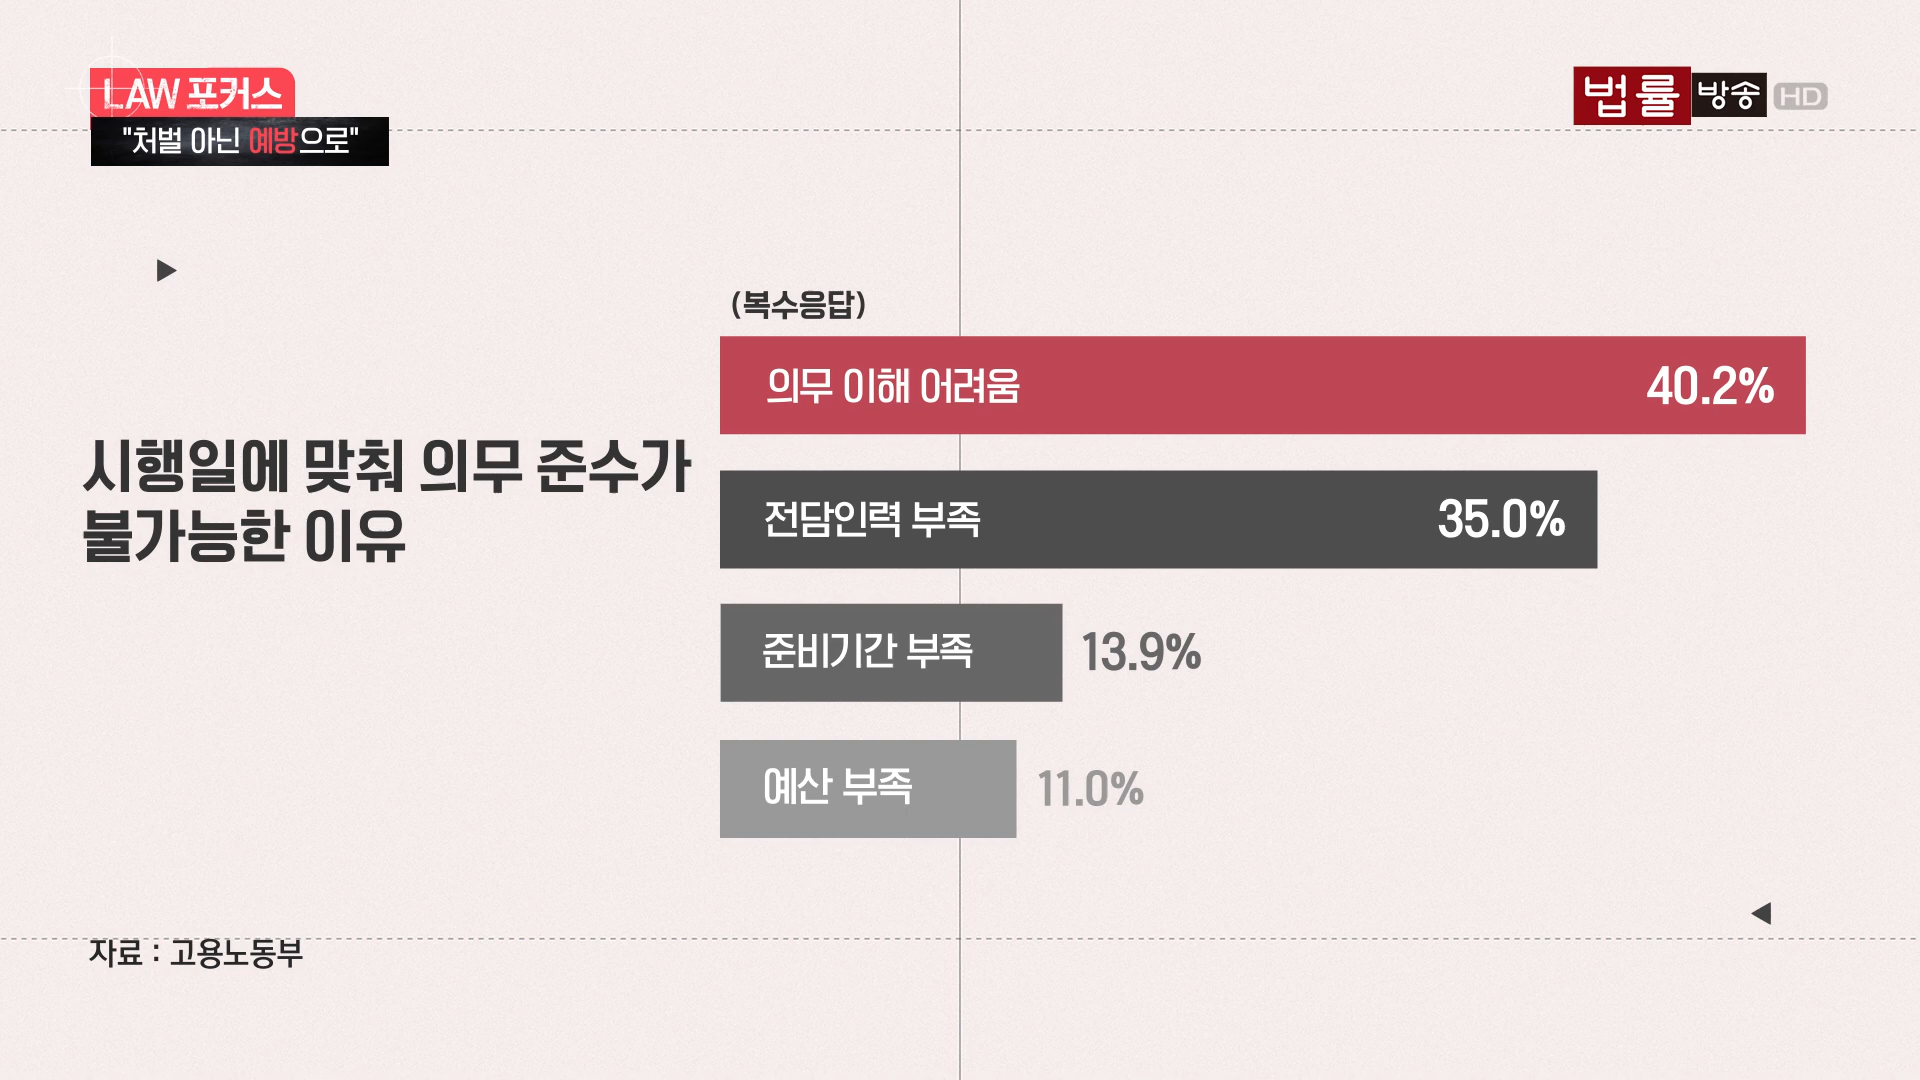 LAW 포커스
"처벌 아닌 예방으로"
법률방송 HD
(복수응답)
시행일에 맞춰 의무 준수가
불가능한 이유
의무 이해 어려움 40.2%
전담인력 부족 35.0%
준비기간 부족 13.9%
예산 부족 11.0%
자료 : 고용노동부